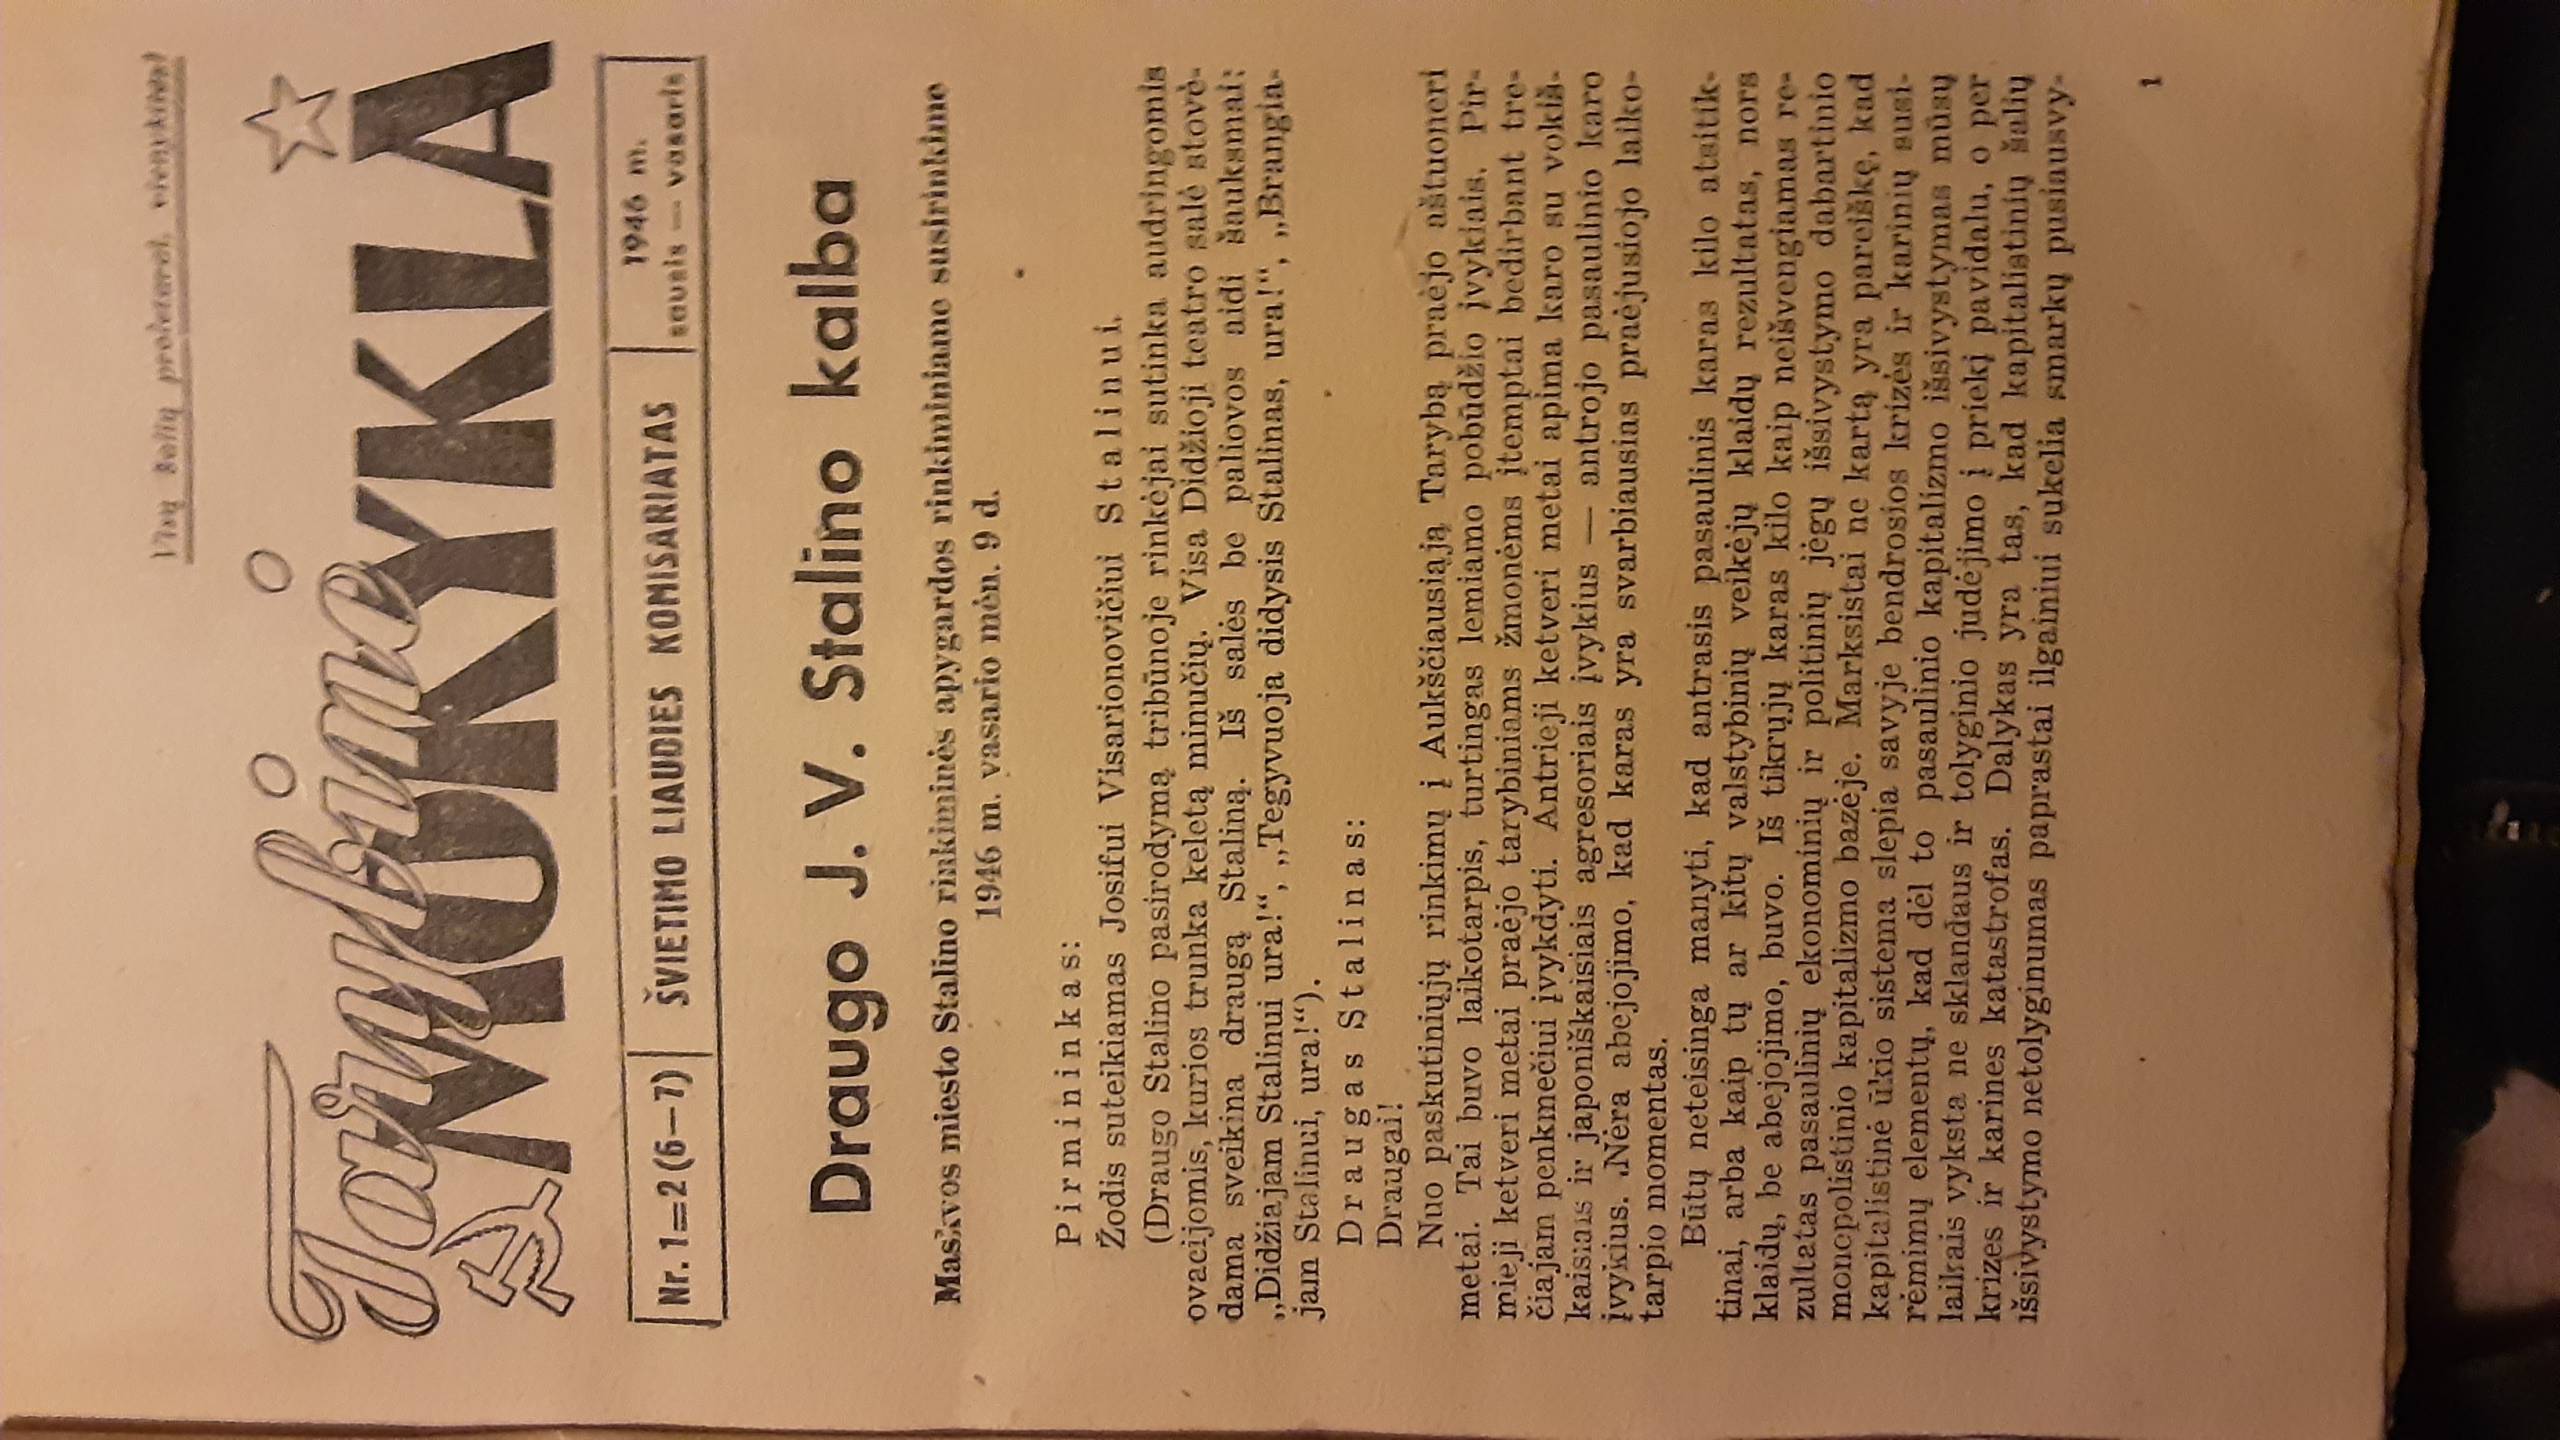 Visų šalių proletarai, vienykitės!
Tarybinė
MOKYKLA
Nr. 1=2 (6—7) ŠVIETIMO LIAUDIES KOMISARIATAS 1946 m.
sausis — vasaris
Draugo J. V. Stalino kalba
Maskvos miesto Stalino rinkiminės apygardos rinkiminiame susirinkime
1946 m. vasario mėn. 9 d.
Pirmininkas:
Žodis suteikiamas Josifui Visarionovičiui Stalinui.
(Draugo Stalino pasirodymą tribūnoje rinkėjai sutinka audringomis
ovacijomis, kurios trunka keletą minučių. Visa Didžioji teatro salė stovė-
dama sveikina draugą Staliną. Iš salės be paliovos aidi šauksmai:
„Didžiajam Stalinui ura!“, „Tegyvuoja didysis Stalinas, ura!“, „Brangia-
jam Stalinui, ura!“).
Draugas Stalinas:
Draugai!
Nuo paskutiniųjų rinkimų į Aukščiausiąją Tarybą praėjo aštuoneri
metai. Tai buvo laikotarpis, turtingas lemiamo pobūdžio įvykiais. Pir-
mieji ketveri metai praėjo tarybiniams žmonėms įtemptai bedirbant tre-
čiajam penkmečiui įvykdyti. Antrieji ketveri metai apima karo su vokiš-
kaisiais ir japoniškaisiais agresoriais įvykius — antrojo pasaulinio karo
įvykius. Nėra abejojimo, kad karas yra svarbiausias praėjusiojo laiko-
tarpio momentas.
Būtų neteisinga manyti, kad antrasis pasaulinis karas kilo atsitik-
tinai, arba kaip tų ar kitų valstybinių veikėjų klaidų rezultatas, nors
klaidų, be abejojimo, buvo. Iš tikrųjų karas kilo kaip neišvengiamas re-
zultatas pasaulinių ekonominių ir politinių jėgų išsivystymo dabartinio
monopolistinio kapitalizmo bazėje. Marksistai ne kartą yra pareiškę, kad
kapitalistinė ūkio sistema slepia savyje bendrosios krizės ir karinių susi-
rėmimų elementų, kad dėl to pasaulinio kapitalizmo išsivystymas mūsų
laikais vyksta ne sklandaus ir tolyginio judėjimo į priekį pavidalu, o per
krizes ir karines katastrofas. Dalykas yra tas, kad kapitalistinių šalių
išsivystymo netolyginumas paprastai ilgainiui sukelia smarkų pusiausvy-
1